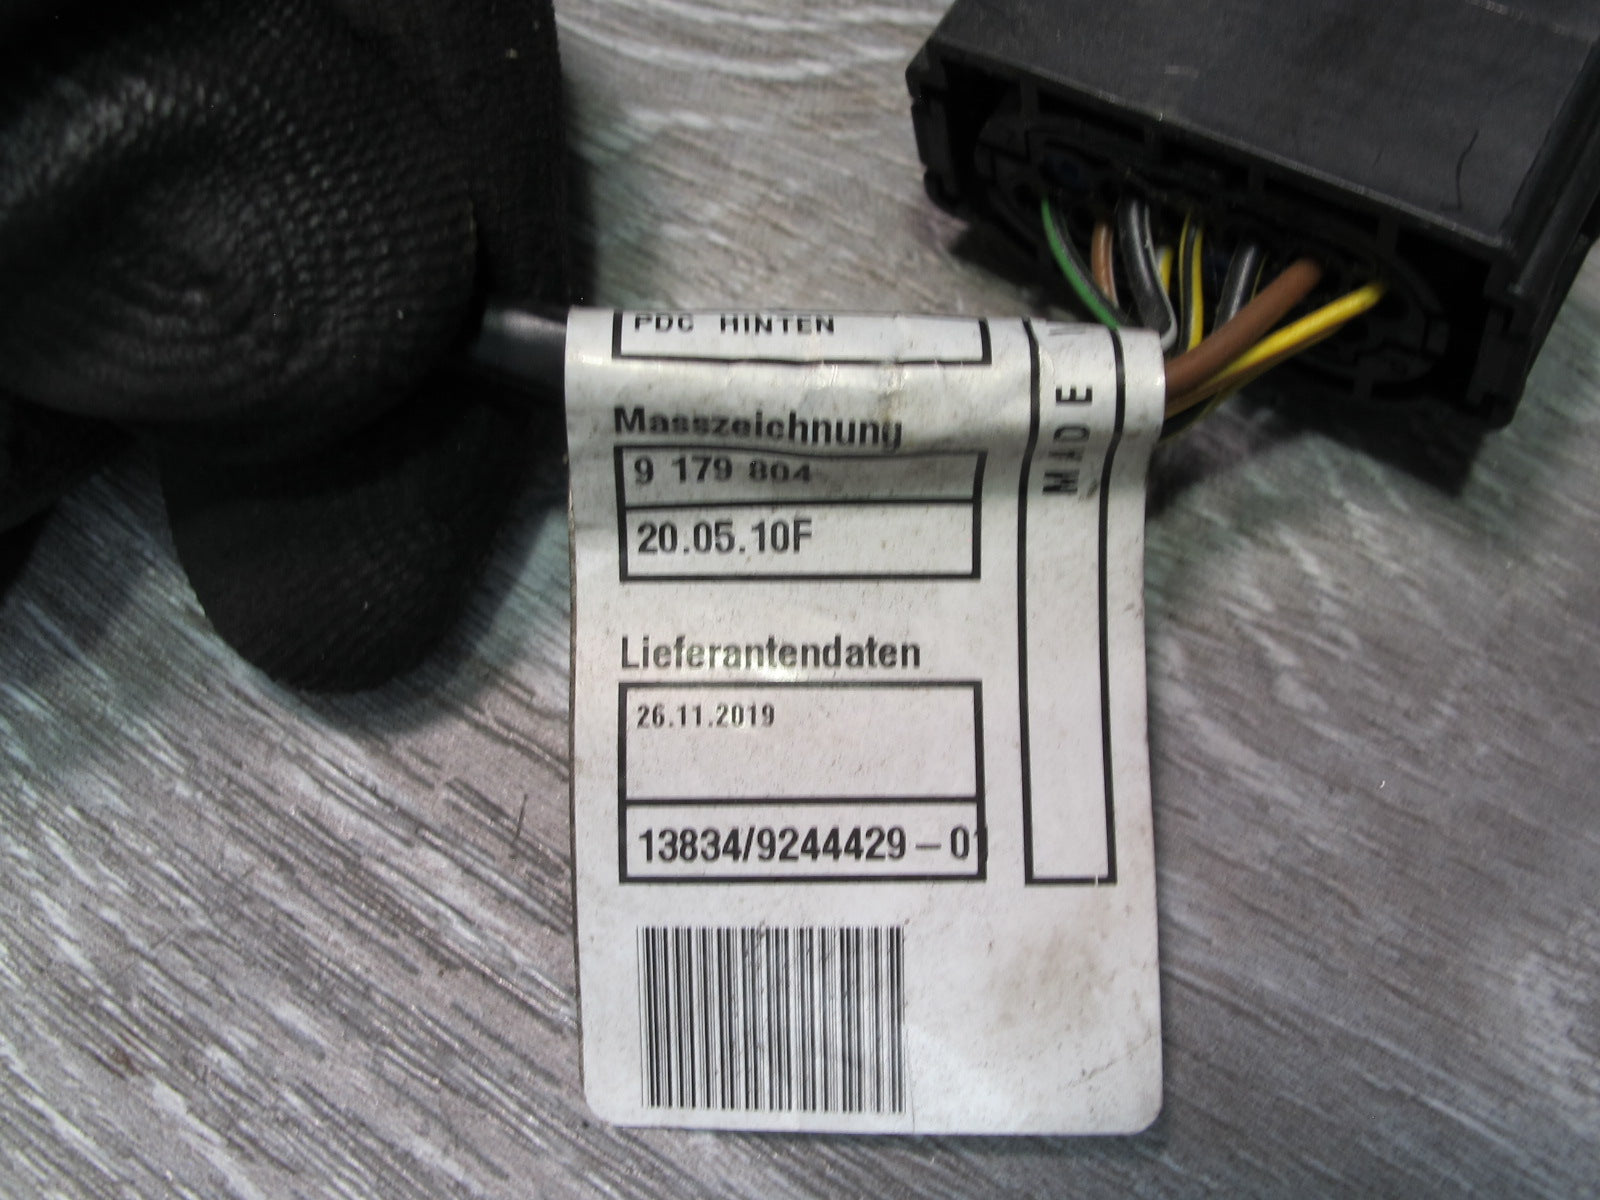 PDC HINTEN
Masszeichnung
9 179 804
20.05.10F
Lieferantendaten
26.11.2019
13834/9244429-01
MADE